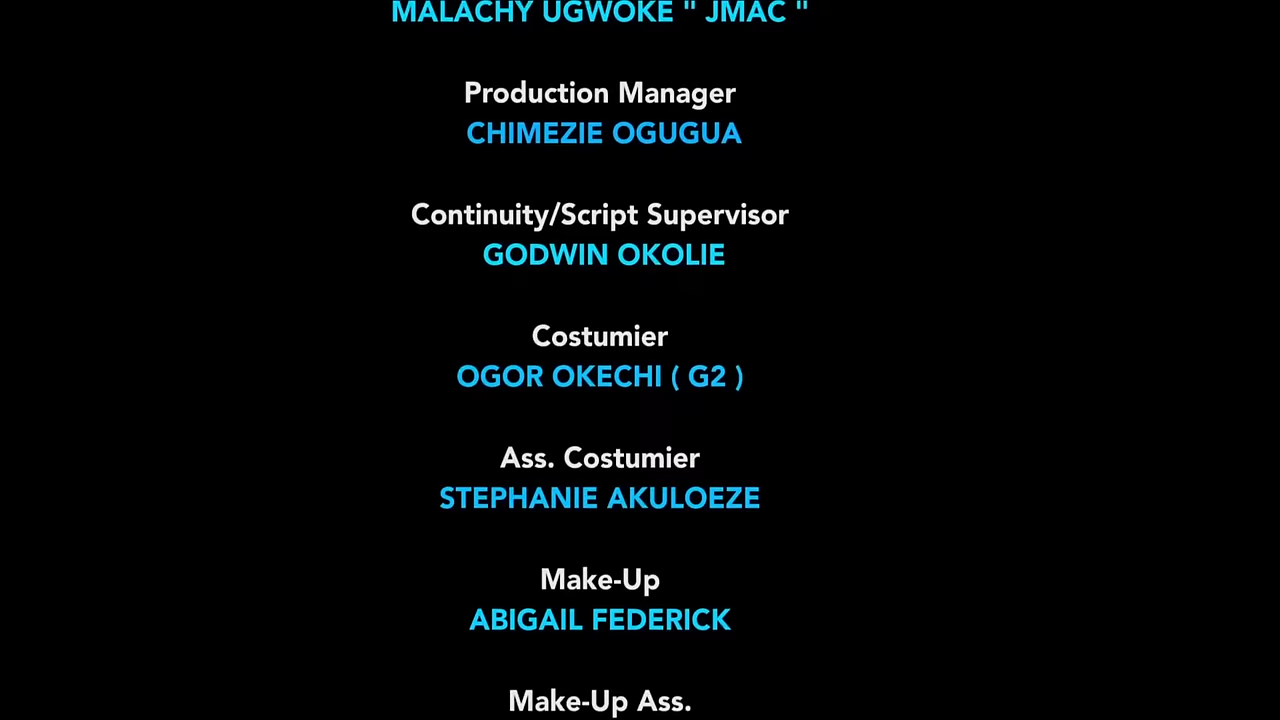 MALACHY UGWOKE " JMAC "
Production Manager
CHIMEZIE OGUGUA
Continuity/Script Supervisor
GODWIN OKOLIE
Costumier
OGOR OKECHI ( G2 )
Ass. Costumier
STEPHANIE AKULOEZE
Make-Up
ABIGAIL FEDERICK
Make-Up Ass.